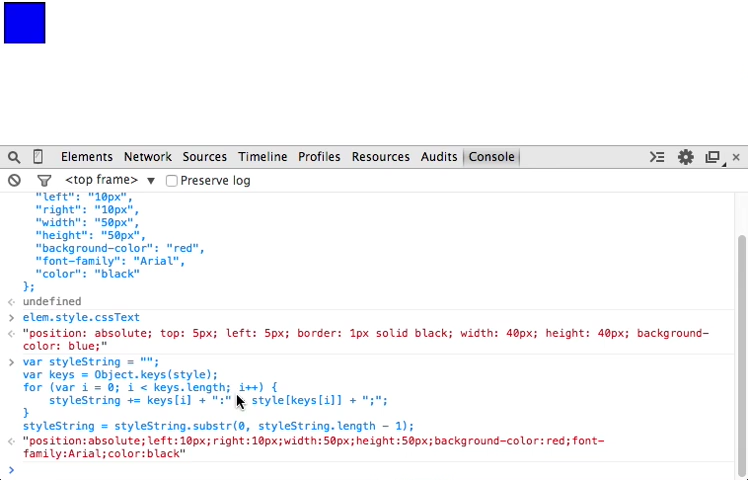 Elements Network Sources Timeline Profiles Resources Audits Console
<top frame> Preserve log
"left": "10px",
"right": "10px",
"width": "50px",
"height": "50px",
"background-color": "red",
"font-family": "Arial",
"color": "black"
};
undefined
elem.style.cssText
"position: absolute; top: 5px; left: 5px; border: 1px solid black; width: 40px; height: 40px; background-
color: blue;"
var styleString = "";
var keys = Object.keys(style);
for (var i = 0; i < keys.length; i++) {
styleString += keys[i] + ":" style[keys[i]] + ";";
}
styleString = styleString.substr(0, styleString.length - 1);
"position:absolute;left:10px;right:10px;width:50px;height:50px;background-color:red;font-
family:Arial;color:black"